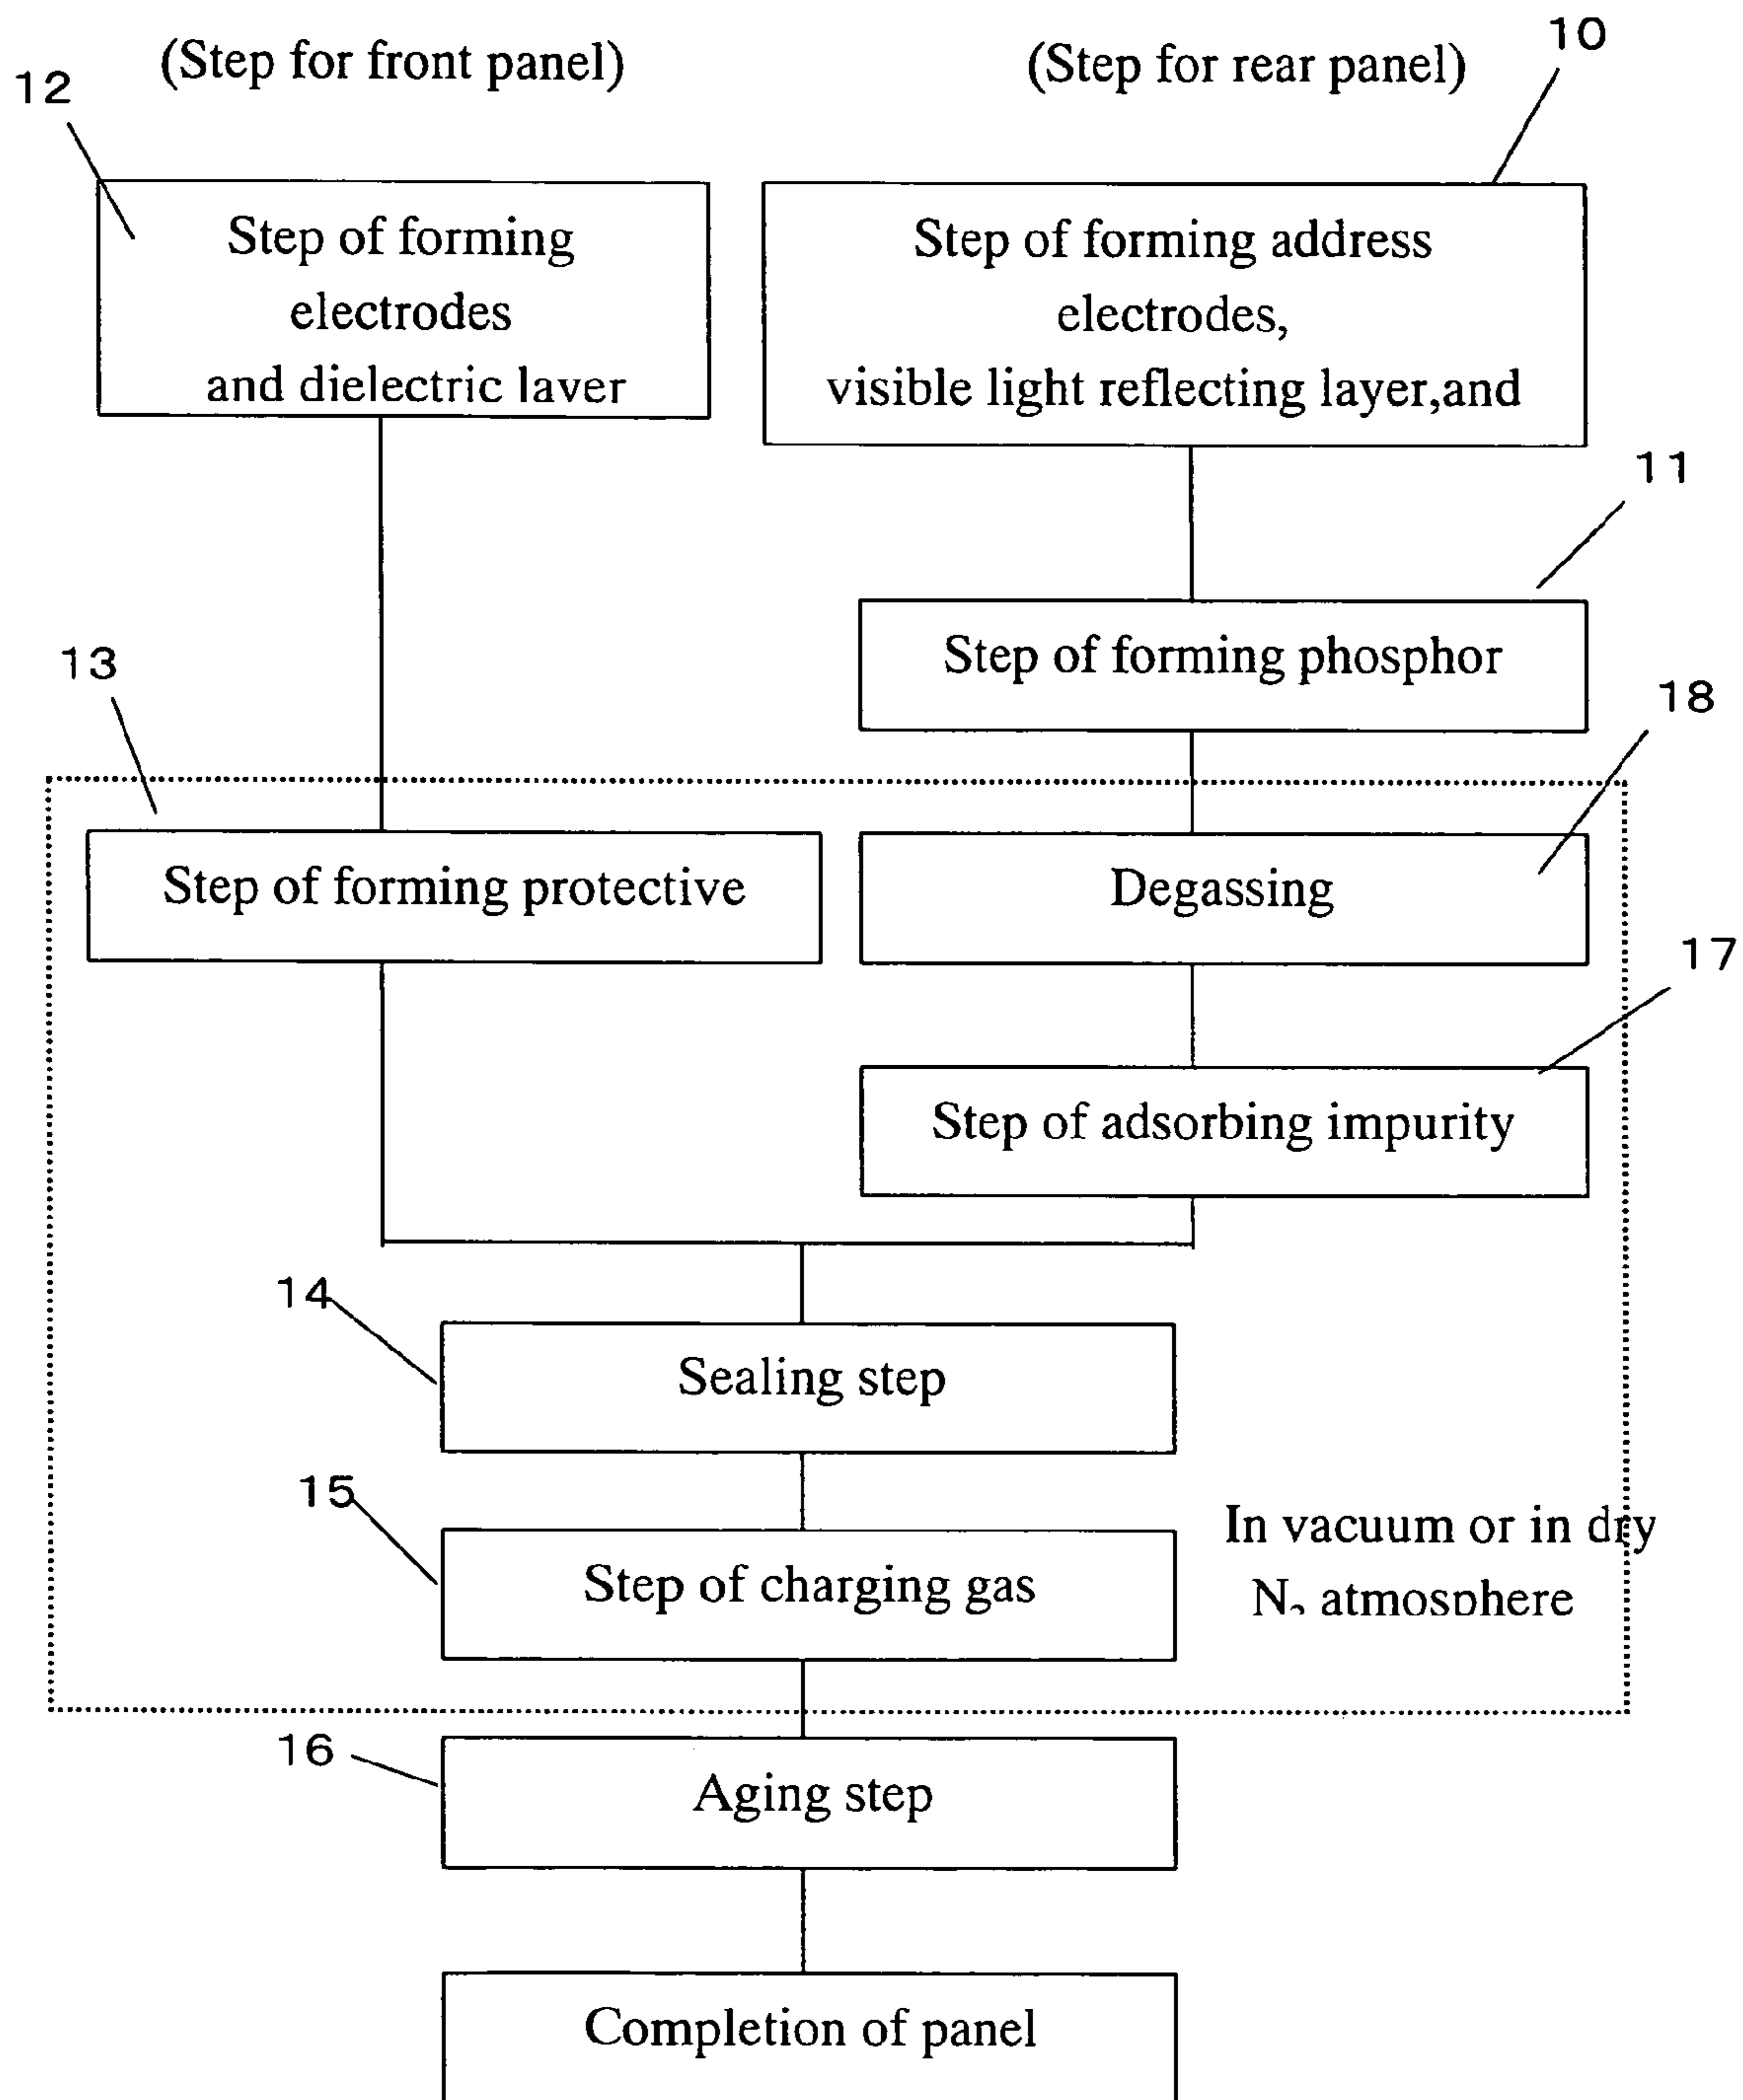 10
(Step for front panel)
(Step for rear panel)
12
Step of forming
electrodes
and dielectric layer
Step of forming address
electrodes,
visible light reflecting layer,and
11
Step of forming phosphor
13
18
Step of forming protective
Degassing
17
Step of adsorbing impurity
14
Sealing step
15
In vacuum or in dry
Step of charging gas
N₂ atmosphere
16
Aging step
Completion of panel